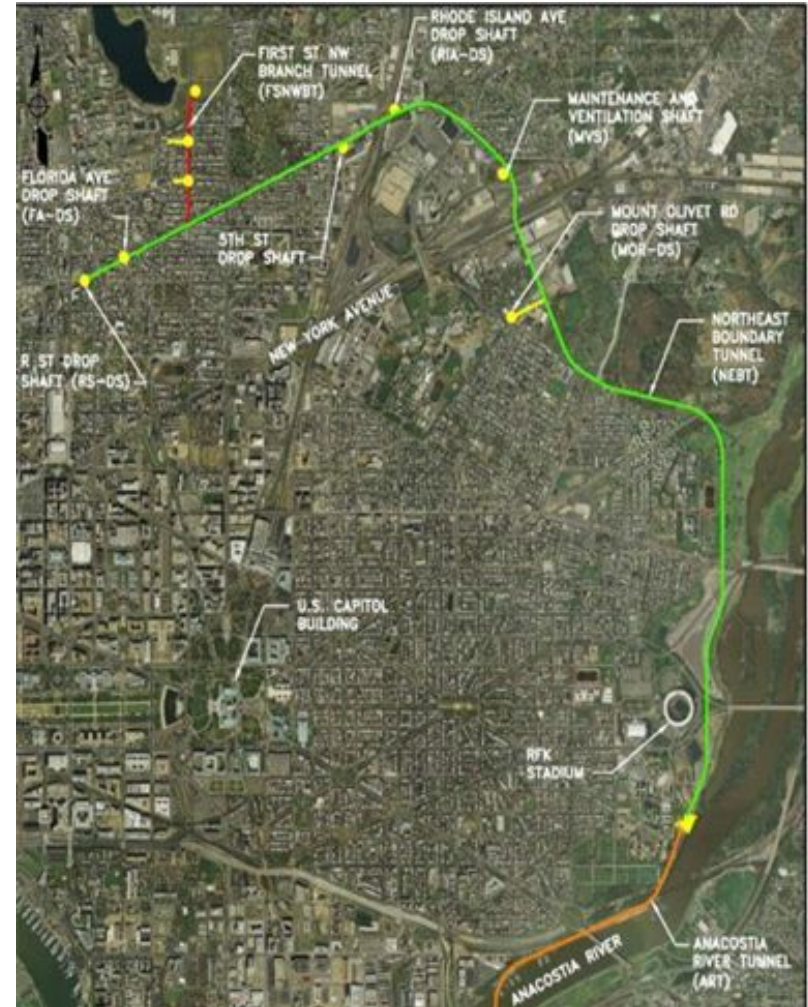 RHODE ISLAND AVE
DROP SHAFT
(RIA-DS)
N
FIRST ST NW
BRANCH TUNNEL
(FSNWBT)
MAINTENANCE AND
VENTILATION SHAFT
(MVS)
FLORIDA AVE
DROP SHAFT
(FA-DS)
5TH ST
DROP SHAFT
MOUNT OLIVET RD
DROP SHAFT
(MOR-DS)
NEW YORK AVENUE
NORTHEAST
BOUNDARY
TUNNEL
(NEBT)
R ST DROP
SHAFT (RS-DS)
U.S. CAPITOL
BUILDING
RFK
STADIUM
ANACOSTIA RIVER
ANACOSTIA
RIVER TUNNEL
(ART)